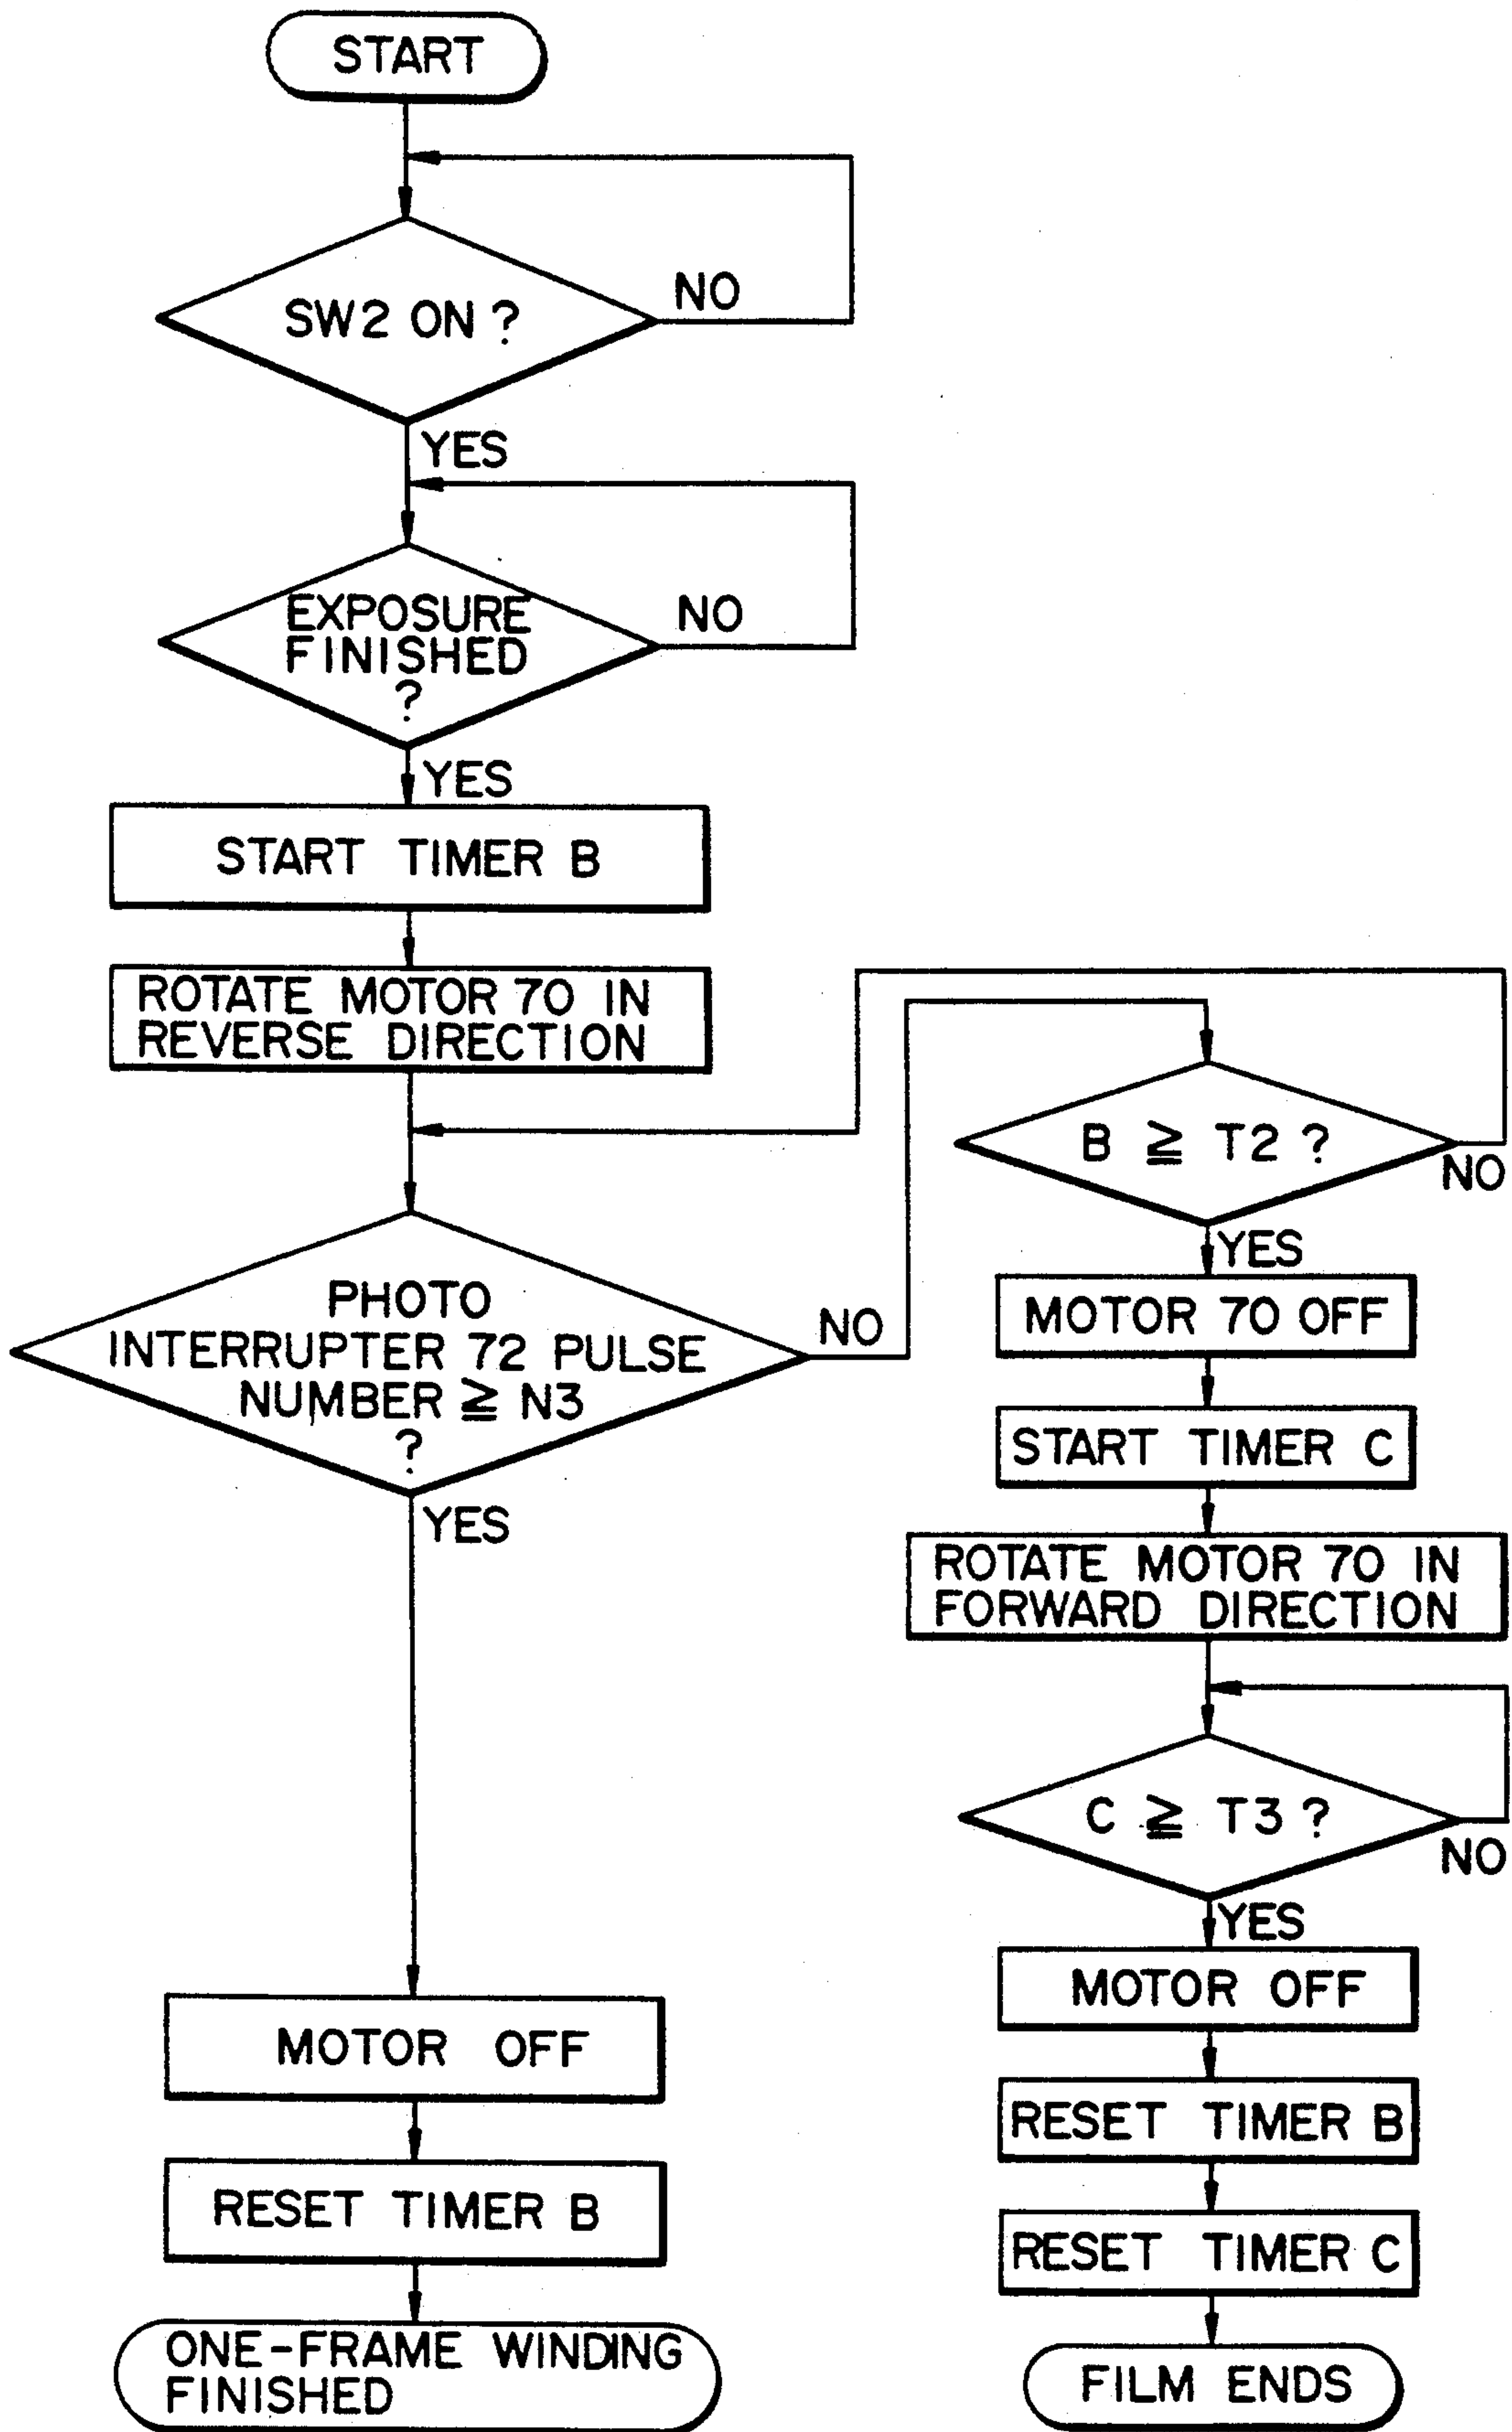 START
SW2 ON ?
NO
YES
EXPOSURE
FINISHED
?
NO
YES
START TIMER B
ROTATE MOTOR 70 IN
REVERSE DIRECTION
PHOTO
INTERRUPTER 72 PULSE
NUMBER ≧ N3
?
NO
YES
MOTOR OFF
RESET TIMER B
ONE-FRAME WINDING
FINISHED
B ≧ T2 ?
NO
YES
MOTOR 70 OFF
START TIMER C
ROTATE MOTOR 70 IN
FORWARD DIRECTION
C ≧ T3 ?
NO
YES
MOTOR OFF
RESET TIMER B
RESET TIMER C
FILM ENDS